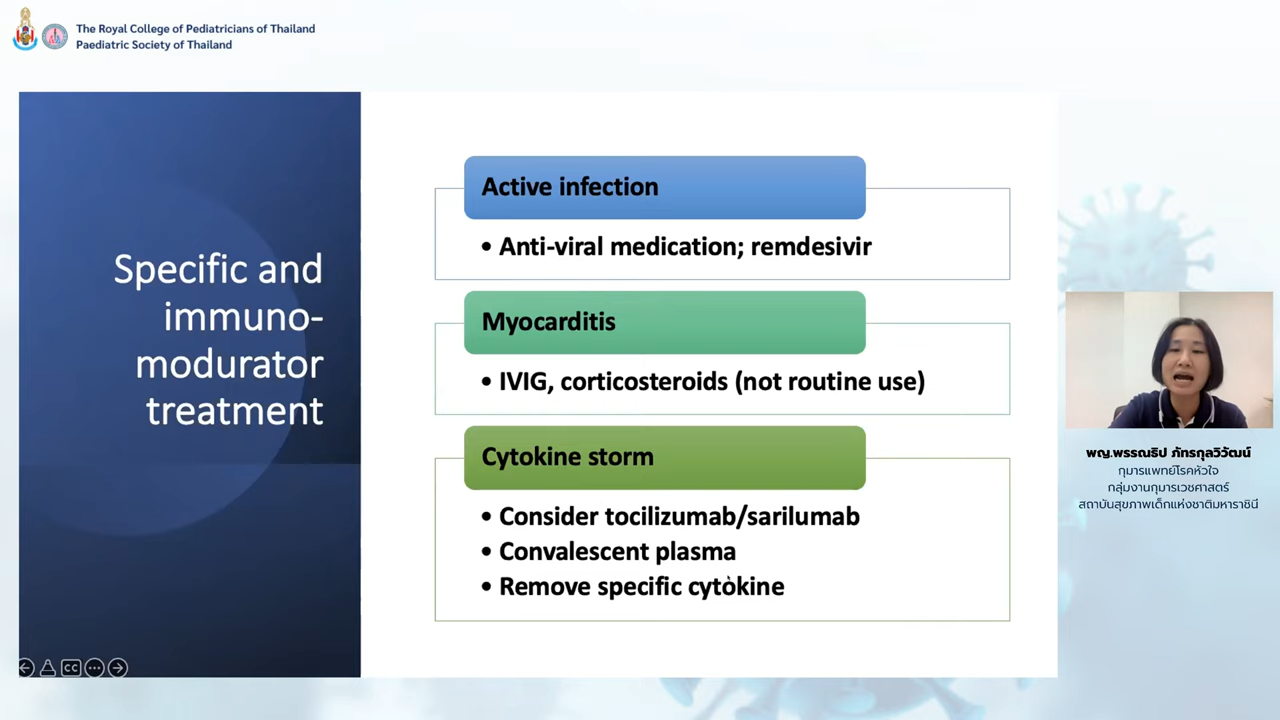 The Royal College of Pediatricians of Thailand
Paediatric Society of Thailand
Specific and
immuno-
modurator
treatment
Active infection
• Anti-viral medication; remdesivir
Myocarditis
• IVIG, corticosteroids (not routine use)
Cytokine storm
• Consider tocilizumab/sarilumab
• Convalescent plasma
• Remove specific cytokine
พญ.พรรณธิป ภัทรกุลวิวัฒน์
กุมารแพทย์โรคหัวใจ
กลุ่มงานกุมารเวชศาสตร์
สถาบันสุขภาพเด็กแห่งชาติมหาราชินี
CC